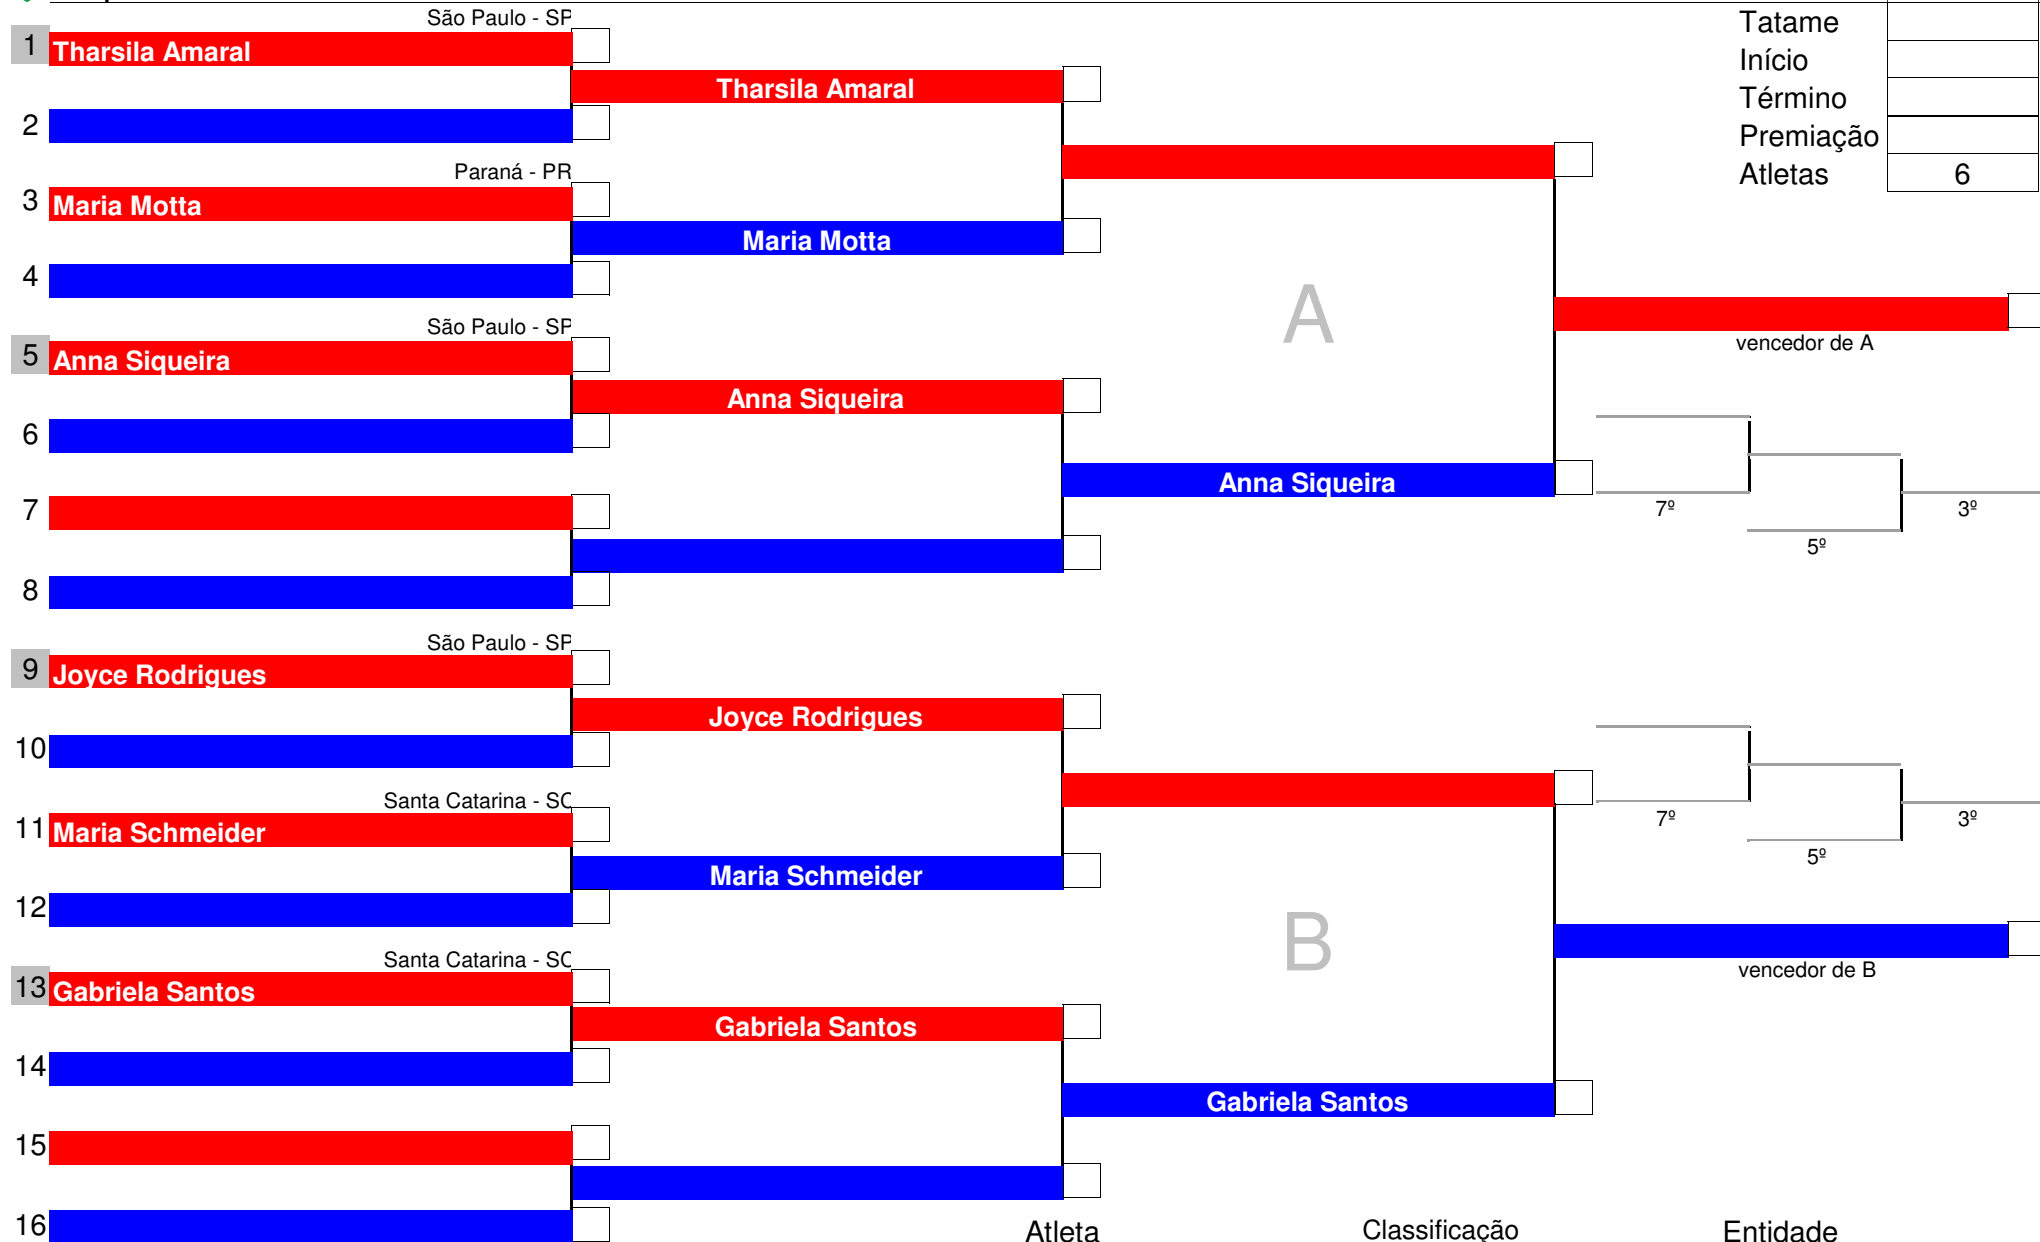 São Paulo - SP
Tatame
1 Tharsila Amaral
Início
Tharsila Amaral
Término
2
Premiação
Paraná - PR
Atletas 6
3 Maria Motta
Maria Motta
4
A
São Paulo - SP
vencedor de A
5 Anna Siqueira
Anna Siqueira
6
Anna Siqueira
7
7º 3º
5º
8
São Paulo - SP
9 Joyce Rodrigues
Joyce Rodrigues
10
Santa Catarina - SC
7º 3º
11 Maria Schmeider
5º
Maria Schmeider
12
B
Santa Catarina - SC
vencedor de B
13 Gabriela Santos
Gabriela Santos
14
Gabriela Santos
15
16
Atleta Classificação Entidade